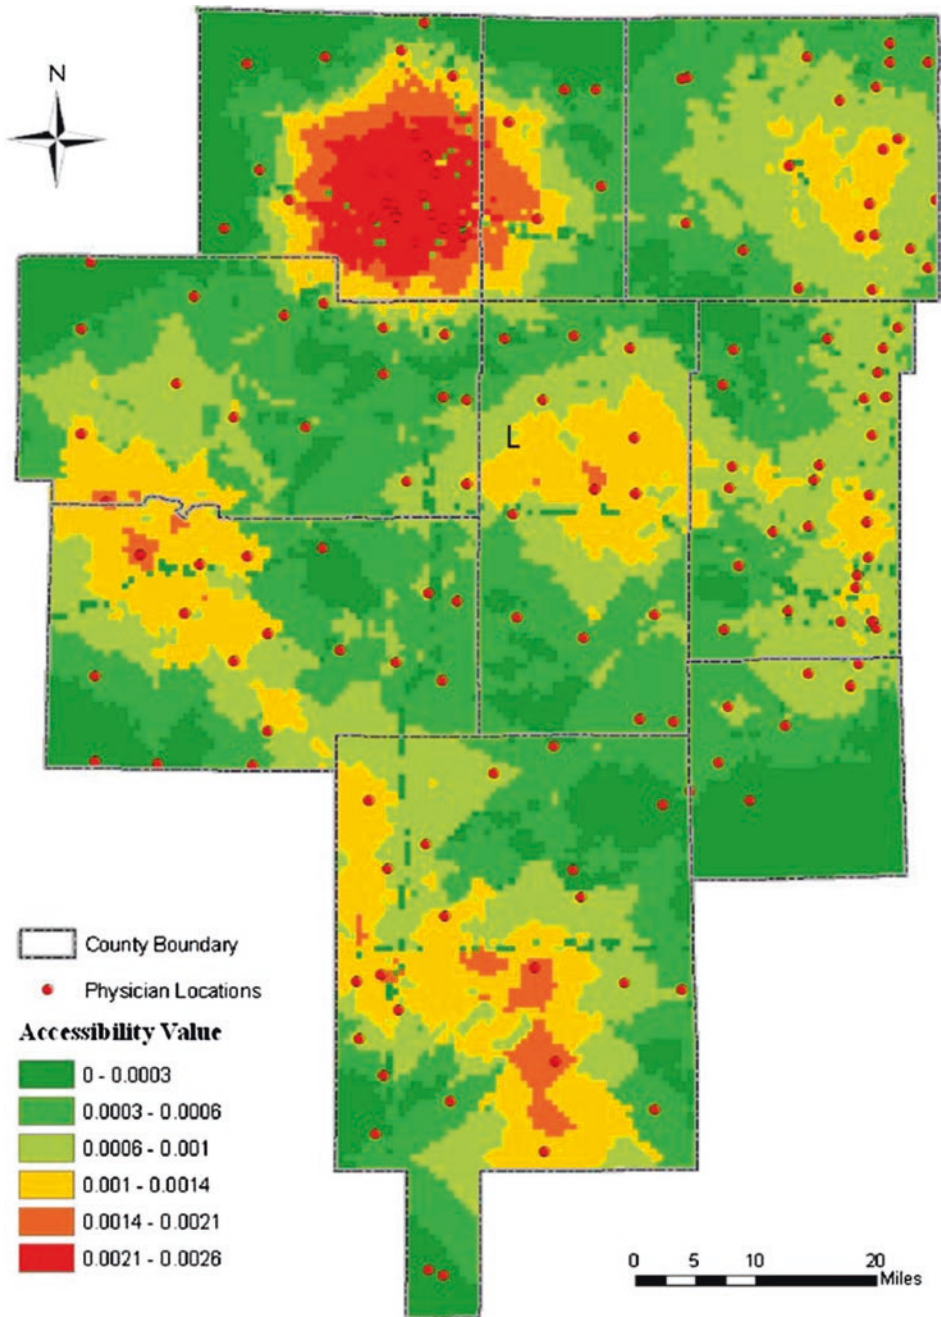 N
L
County Boundary
Physician Locations
Accessibility Value
0 - 0.0003
0.0003 - 0.0006
0.0006 - 0.001
0.001 - 0.0014
0.0014 - 0.0021
0.0021 - 0.0026
0 5 10 20
Miles